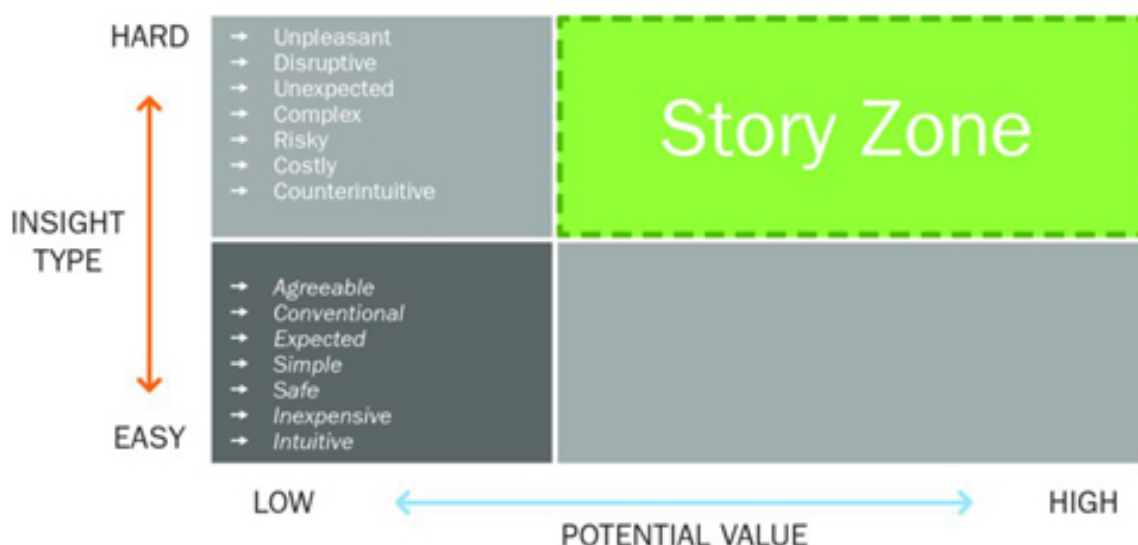 HARD
→ Unpleasant
→ Disruptive
→ Unexpected
→ Complex
→ Risky
→ Costly
→ Counterintuitive
Story Zone
INSIGHT
TYPE
→ Agreeable
→ Conventional
→ Expected
→ Simple
→ Safe
→ Inexpensive
→ Intuitive
EASY
LOW
HIGH
POTENTIAL VALUE